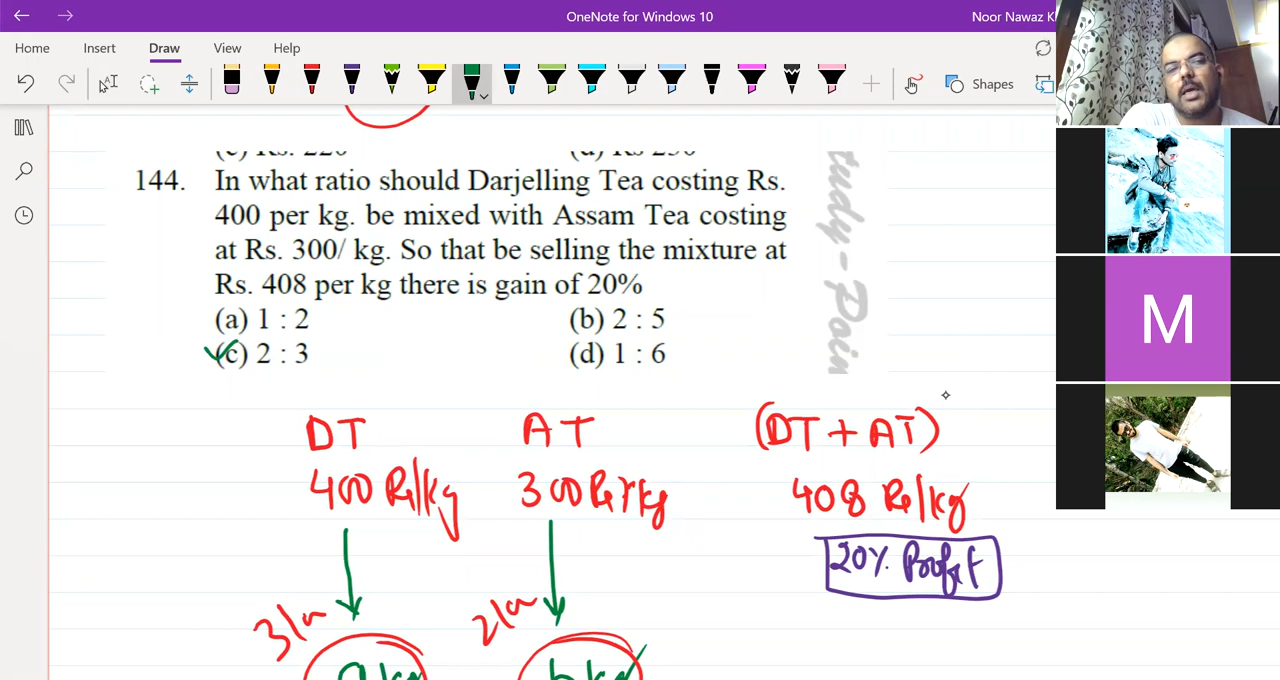 OneNote for Windows 10
Noor Nawaz K
Home Insert Draw View Help
Shapes
144. In what ratio should Darjelling Tea costing Rs.
400 per kg. be mixed with Assam Tea costing
at Rs. 300/ kg. So that be selling the mixture at
Rs. 408 per kg there is gain of 20%
(a) 1 : 2 (b) 2 : 5
(c) 2 : 3 (d) 1 : 6
tudy-Poin
M
DT AT (DT + AT)
400 Rs/kg 300 Rs/kg 408 Rs/kg
20% Profit